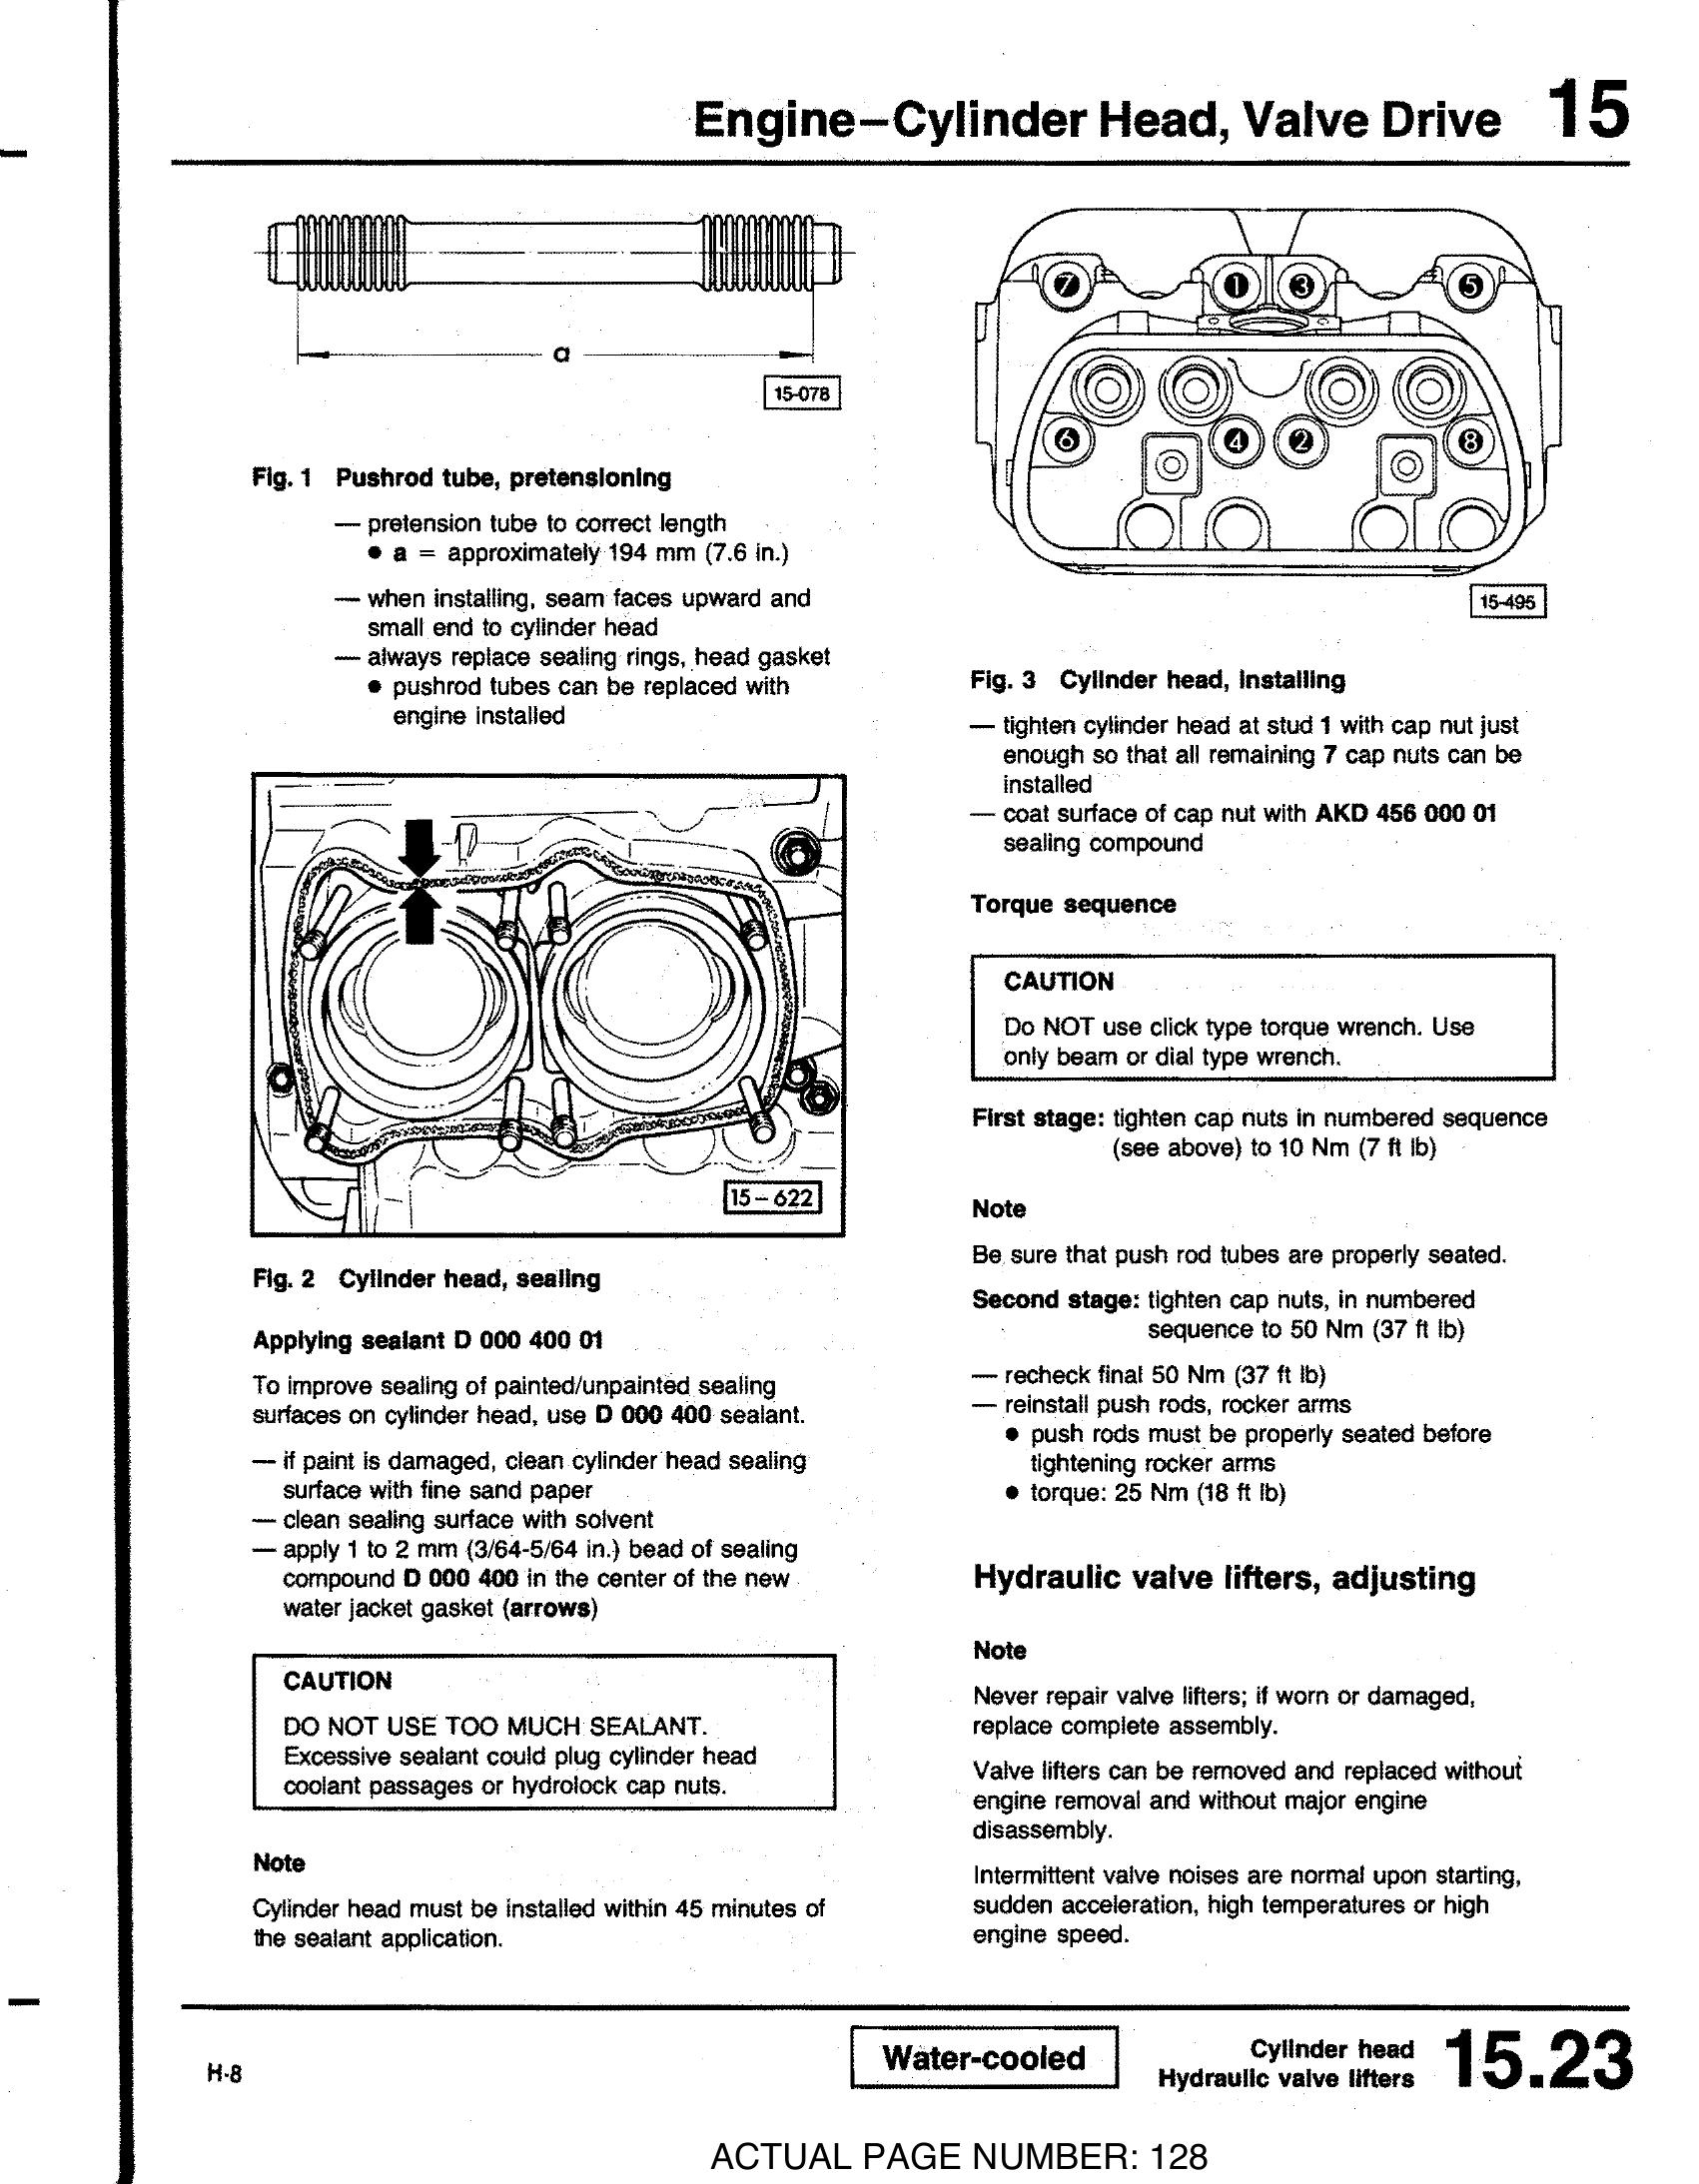 Engine–Cylinder Head, Valve Drive 15
a
15-078
Fig. 1 Pushrod tube, pretensioning
— pretension tube to correct length
● a = approximately 194 mm (7.6 in.)
— when installing, seam faces upward and
small end to cylinder head
— always replace sealing rings, head gasket
● pushrod tubes can be replaced with
engine installed
15 – 622
Fig. 2 Cylinder head, sealing
Applying sealant D 000 400 01
To improve sealing of painted/unpainted sealing
surfaces on cylinder head, use D 000 400 sealant.
— if paint is damaged, clean cylinder head sealing
surface with fine sand paper
— clean sealing surface with solvent
— apply 1 to 2 mm (3/64-5/64 in.) bead of sealing
compound D 000 400 in the center of the new
water jacket gasket (arrows)
CAUTION
DO NOT USE TOO MUCH SEALANT.
Excessive sealant could plug cylinder head
coolant passages or hydrolock cap nuts.
Note
Cylinder head must be installed within 45 minutes of
the sealant application.
7 1 3 5
6 4 2 8
15-495
Fig. 3 Cylinder head, installing
— tighten cylinder head at stud 1 with cap nut just
enough so that all remaining 7 cap nuts can be
installed
— coat surface of cap nut with AKD 456 000 01
sealing compound
Torque sequence
CAUTION
Do NOT use click type torque wrench. Use
only beam or dial type wrench.
First stage: tighten cap nuts in numbered sequence
(see above) to 10 Nm (7 ft lb)
Note
Be sure that push rod tubes are properly seated.
Second stage: tighten cap nuts, in numbered
sequence to 50 Nm (37 ft lb)
— recheck final 50 Nm (37 ft lb)
— reinstall push rods, rocker arms
● push rods must be properly seated before
tightening rocker arms
● torque: 25 Nm (18 ft lb)
Hydraulic valve lifters, adjusting
Note
Never repair valve lifters; if worn or damaged,
replace complete assembly.
Valve lifters can be removed and replaced without
engine removal and without major engine
disassembly.
Intermittent valve noises are normal upon starting,
sudden acceleration, high temperatures or high
engine speed.
H-8
Water-cooled
Cylinder head
Hydraulic valve lifters
15.23
ACTUAL PAGE NUMBER: 128